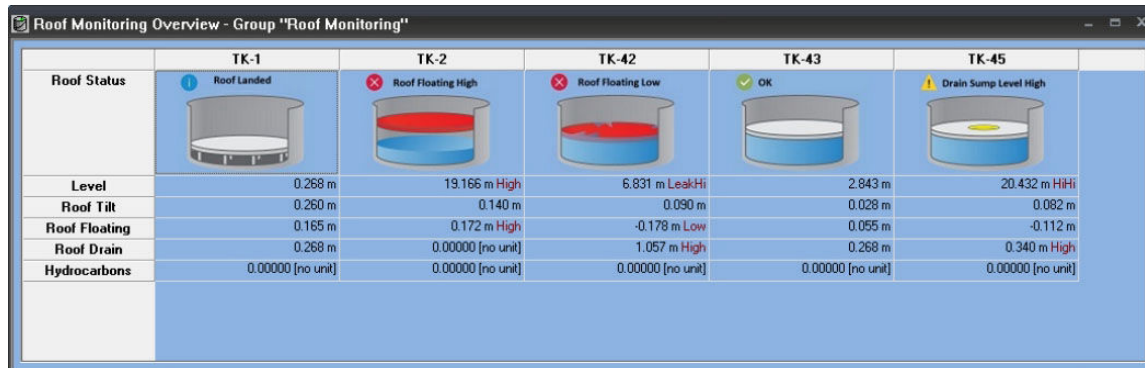 Roof Monitoring Overview - Group "Roof Monitoring"
TK-1 TK-2 TK-42 TK-43 TK-45
Roof Status Roof Landed Roof Floating High Roof Floating Low OK Drain Sump Level High
Level 0.268 m 19.166 m High 6.831 m LeakHi 2.843 m 20.432 m HiHi
Roof Tilt 0.260 m 0.140 m 0.090 m 0.028 m 0.082 m
Roof Floating 0.165 m 0.172 m High -0.178 m Low 0.055 m -0.112 m
Roof Drain 0.268 m 0.00000 [no unit] 1.057 m High 0.268 m 0.340 m High
Hydrocarbons 0.00000 [no unit] 0.00000 [no unit] 0.00000 [no unit] 0.00000 [no unit] 0.00000 [no unit]